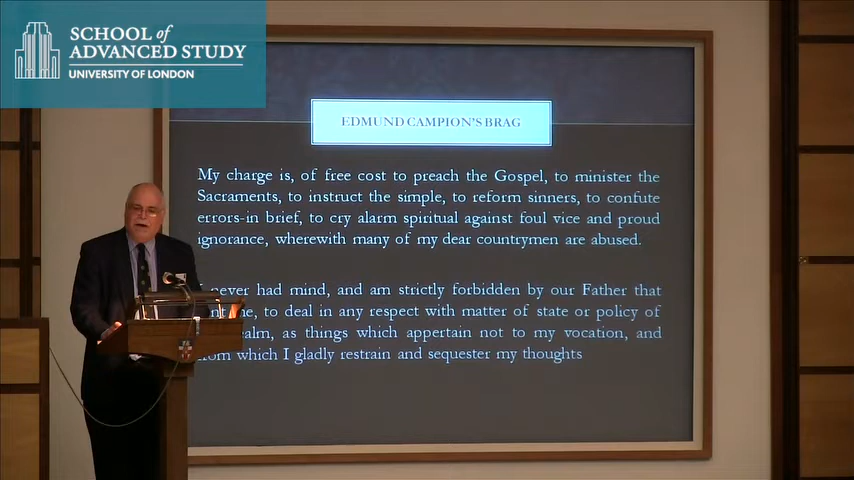 SCHOOL of
ADVANCED STUDY
UNIVERSITY OF LONDON
EDMUND CAMPION'S BRAG
My charge is, of free cost to preach the Gospel, to minister the
Sacraments, to instruct the simple, to reform sinners, to confute
errors-in brief, to cry alarm spiritual against foul vice and proud
ignorance, wherewith many of my dear countrymen are abused.
never had mind, and am strictly forbidden by our Father that
me, to deal in any respect with matter of state or policy of
realm, as things which appertain not to my vocation, and
from which I gladly restrain and sequester my thoughts